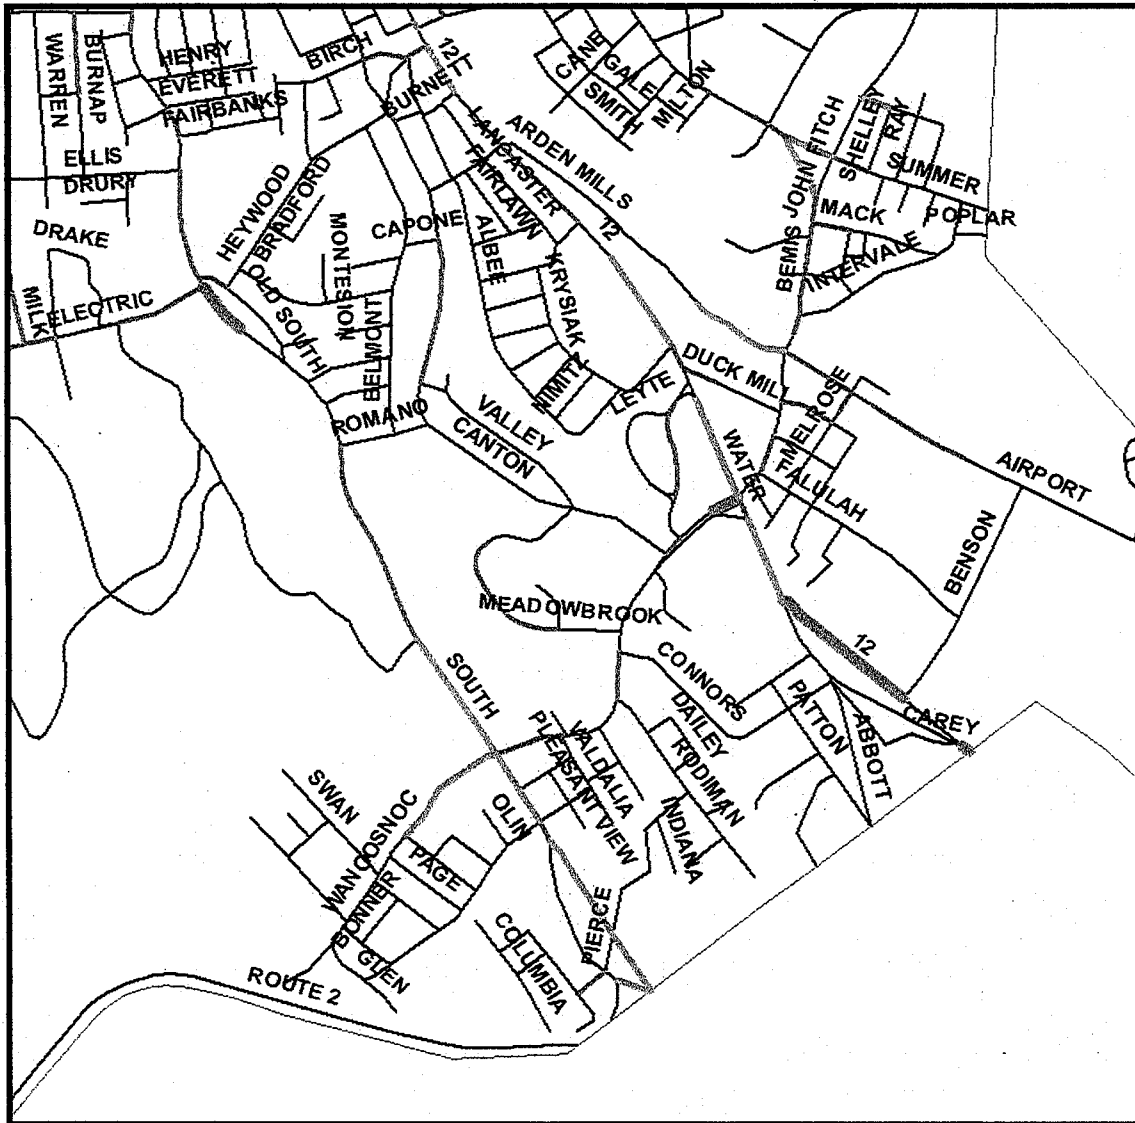 WARREN
BURNAP
HENRY
EVERETT
FAIRBANKS
BIRCH
12
BURNETT
CANE
GALE
SMITH
MILTON
ELLIS
DRURY
LANCASTER
FAIRLAWN
ARDEN MILLS
12
JOHN FITCH
SHELLEY
RAY
SUMMER
DRAKE
HEYWOOD
BRADFORD
MONTESION
CAPONE
ALBEE
KRYSIAK
BEMIS
MACK
POPLAR
INTERVALE
MILK
ELECTRIC
OLD SOUTH
BELMONT
ROMANO
VALLEY
CANTON
NIMITZ
LEYTE
DUCK MILL
MELROSE
WATER
FALULAH
AIRPORT
BENSON
MEADOWBROOK
12
SOUTH
CONNORS
DAILEY
PATTON
ABBOTT
CAREY
PLEASANT VIEW
VALDALIA
RODIMAN
INDIANA
SWAN
WANOOSNOC
OLIN
PAGE
BONNER
GLEN
PIERCE
COLUMBIA
ROUTE 2